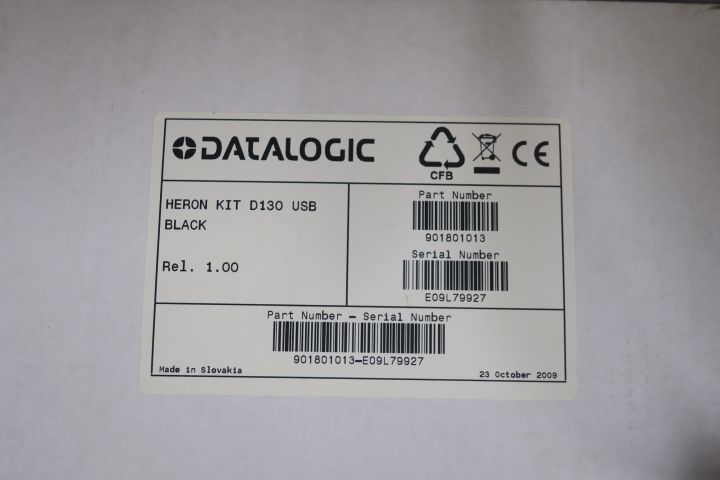 DATALOGIC
CFB
CE
HERON KIT D130 USB
BLACK
Rel. 1.00
Part Number
901801013
Serial Number
E09L79927
Part Number - Serial Number
901801013-E09L79927
Made in Slovakia
23 October 2009